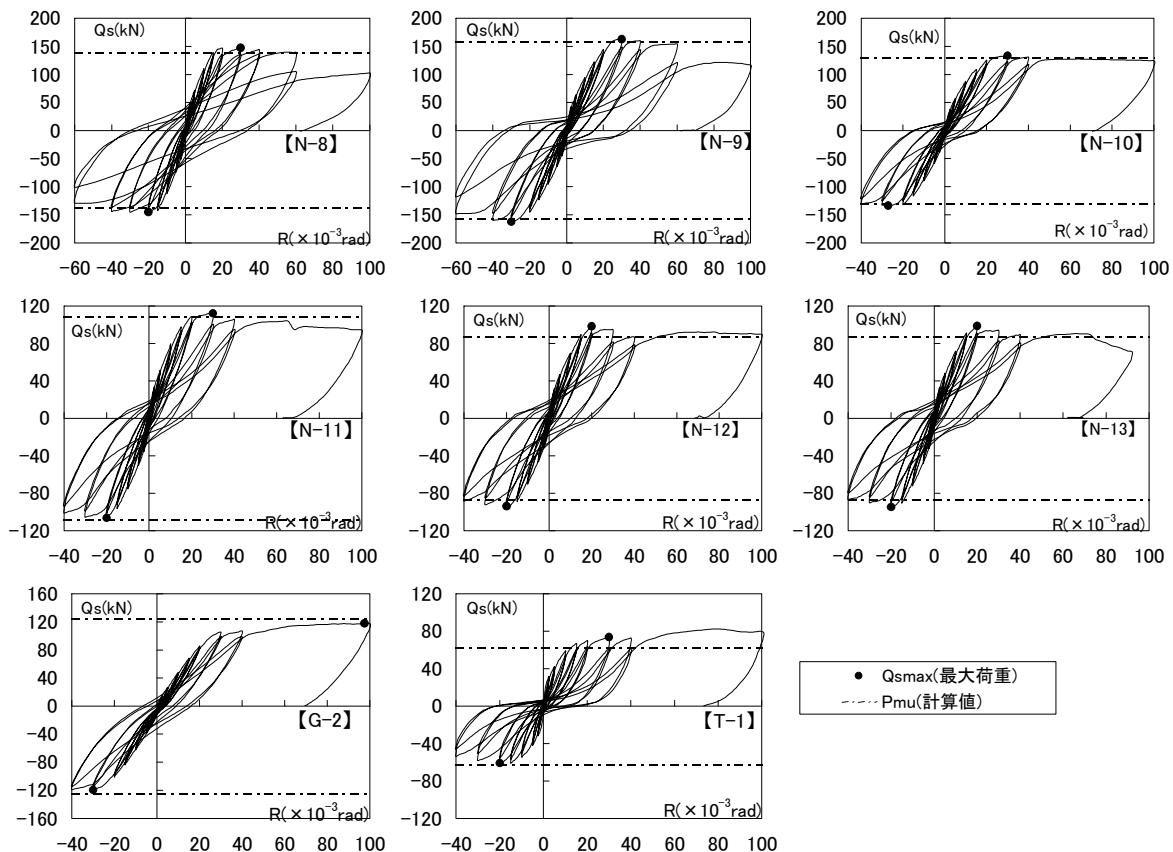 Qs(kN)
200
150
100
50
0
-50
-100
-150
-200
【N-8】
R(×10⁻³rad)
-60 -40 -20 0 20 40 60 80 100
Qs(kN)
200
150
100
50
0
-50
-100
-150
-200
【N-9】
R(×10⁻³rad)
-60 -40 -20 0 20 40 60 80 100
Qs(kN)
200
150
100
50
0
-50
-100
-150
-200
【N-10】
R(×10⁻³rad)
-40 -20 0 20 40 60 80 100
Qs(kN)
120
80
40
0
-40
-80
-120
【N-11】
R(×10⁻³rad)
-40 -20 0 20 40 60 80 100
Qs(kN)
120
80
40
0
-40
-80
-120
【N-12】
R(×10⁻³rad)
-40 -20 0 20 40 60 80 100
Qs(kN)
120
80
40
0
-40
-80
-120
【N-13】
R(×10⁻³rad)
-40 -20 0 20 40 60 80 100
Qs(kN)
160
120
80
40
0
-40
-80
-120
-160
【G-2】
R(×10⁻³rad)
-40 -20 0 20 40 60 80 100
Qs(kN)
120
80
40
0
-40
-80
-120
【T-1】
R(×10⁻³rad)
-40 -20 0 20 40 60 80 100
Qsmax(最大荷重)
Pmu(計算値)